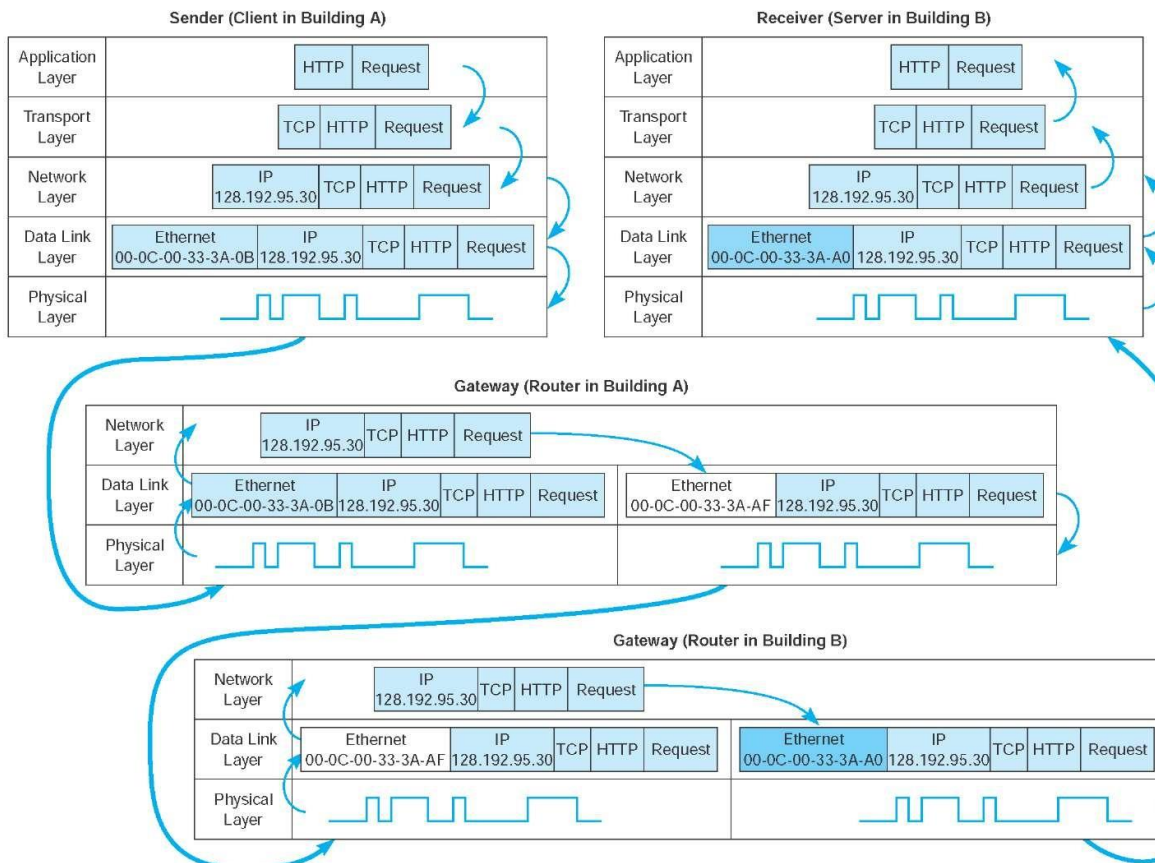 Sender (Client in Building A)
Application
Layer
HTTP Request
Transport
Layer
TCP HTTP Request
Network
Layer
IP
128.192.95.30 TCP HTTP Request
Data Link
Layer
Ethernet
00-0C-00-33-3A-0B
IP
128.192.95.30 TCP HTTP Request
Physical
Layer
Receiver (Server in Building B)
Application
Layer
HTTP Request
Transport
Layer
TCP HTTP Request
Network
Layer
IP
128.192.95.30 TCP HTTP Request
Data Link
Layer
Ethernet
00-0C-00-33-3A-A0
IP
128.192.95.30 TCP HTTP Request
Physical
Layer
Gateway (Router in Building A)
Network
Layer
IP
128.192.95.30 TCP HTTP Request
Data Link
Layer
Ethernet
00-0C-00-33-3A-0B
IP
128.192.95.30 TCP HTTP Request
Ethernet
00-0C-00-33-3A-AF
IP
128.192.95.30 TCP HTTP Request
Physical
Layer
Gateway (Router in Building B)
Network
Layer
IP
128.192.95.30 TCP HTTP Request
Data Link
Layer
Ethernet
00-0C-00-33-3A-AF
IP
128.192.95.30 TCP HTTP Request
Ethernet
00-0C-00-33-3A-A0
IP
128.192.95.30 TCP HTTP Request
Physical
Layer